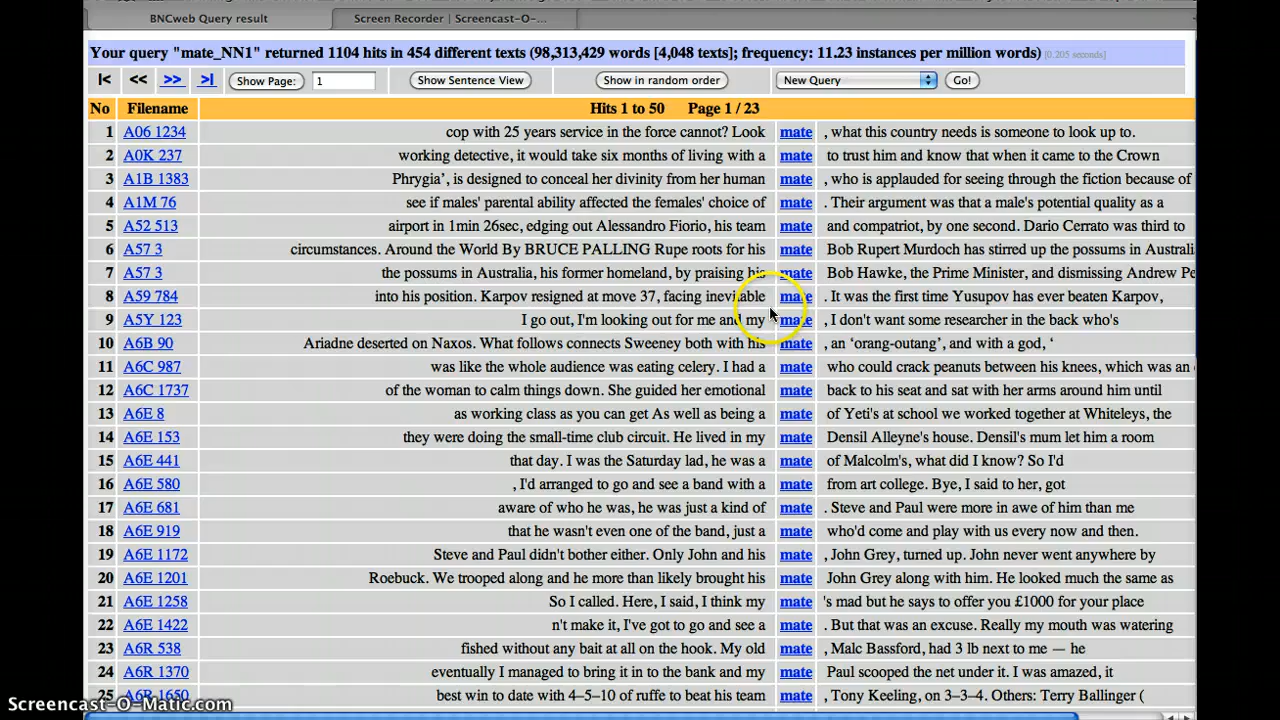 BNCweb Query result Screen Recorder | Screencast-O-...
Your query "mate_NN1" returned 1104 hits in 454 different texts (98,313,429 words [4,048 texts]; frequency: 11.23 instances per million words) [0.205 seconds]
|< << >> >| Show Page: 1 Show Sentence View Show in random order New Query Go!
No Filename Hits 1 to 50 Page 1 / 23
1 A06 1234 cop with 25 years service in the force cannot? Look mate , what this country needs is someone to look up to.
2 A0K 237 working detective, it would take six months of living with a mate to trust him and know that when it came to the Crown
3 A1B 1383 Phrygia’, is designed to conceal her divinity from her human mate , who is applauded for seeing through the fiction because of
4 A1M 76 see if males' parental ability affected the females' choice of mate . Their argument was that a male's potential quality as a
5 A52 513 airport in 1min 26sec, edging out Alessandro Fiorio, his team mate and compatriot, by one second. Dario Cerrato was third to
6 A57 3 circumstances. Around the World By BRUCE PALLING Rupe roots for his mate Bob Rupert Murdoch has stirred up the possums in Australi
7 A57 3 the possums in Australia, his former homeland, by praising his mate Bob Hawke, the Prime Minister, and dismissing Andrew Pe
8 A59 784 into his position. Karpov resigned at move 37, facing inevitable mate . It was the first time Yusupov has ever beaten Karpov,
9 A5Y 123 I go out, I'm looking out for me and my mate , I don't want some researcher in the back who's
10 A6B 90 Ariadne deserted on Naxos. What follows connects Sweeney both with his mate , an ‘orang-outang’, and with a god, ‘
11 A6C 987 was like the whole audience was eating celery. I had a mate who could crack peanuts between his knees, which was an
12 A6C 1737 of the woman to calm things down. She guided her emotional mate back to his seat and sat with her arms around him until
13 A6E 8 as working class as you can get As well as being a mate of Yeti's at school we worked together at Whiteleys, the
14 A6E 153 they were doing the small-time club circuit. He lived in my mate Densil Alleyne's house. Densil's mum let him a room
15 A6E 441 that day. I was the Saturday lad, he was a mate of Malcolm's, what did I know? So I'd
16 A6E 580 , I'd arranged to go and see a band with a mate from art college. Bye, I said to her, got
17 A6E 681 aware of who he was, he was just a kind of mate . Steve and Paul were more in awe of him than me
18 A6E 919 that he wasn't even one of the band, just a mate who'd come and play with us every now and then.
19 A6E 1172 Steve and Paul didn't bother either. Only John and his mate , John Grey, turned up. John never went anywhere by
20 A6E 1201 Roebuck. We trooped along and he more than likely brought his mate John Grey along with him. He looked much the same as
21 A6E 1258 So I called. Here, I said, I think my mate 's mad but he says to offer you £1000 for your place
22 A6E 1422 n't make it, I've got to go and see a mate . But that was an excuse. Really my mouth was watering
23 A6R 538 fished without any bait at all on the hook. My old mate , Malc Bassford, had 3 lb next to me — he
24 A6R 1370 eventually I managed to bring it in to the bank and my mate Paul scooped the net under it. I was amazed, it
25 A6R 1650 best win to date with 4–5–10 of ruffe to beat his team mate , Tony Keeling, on 3–3–4. Others: Terry Ballinger (
Screencast-O-Matic.com